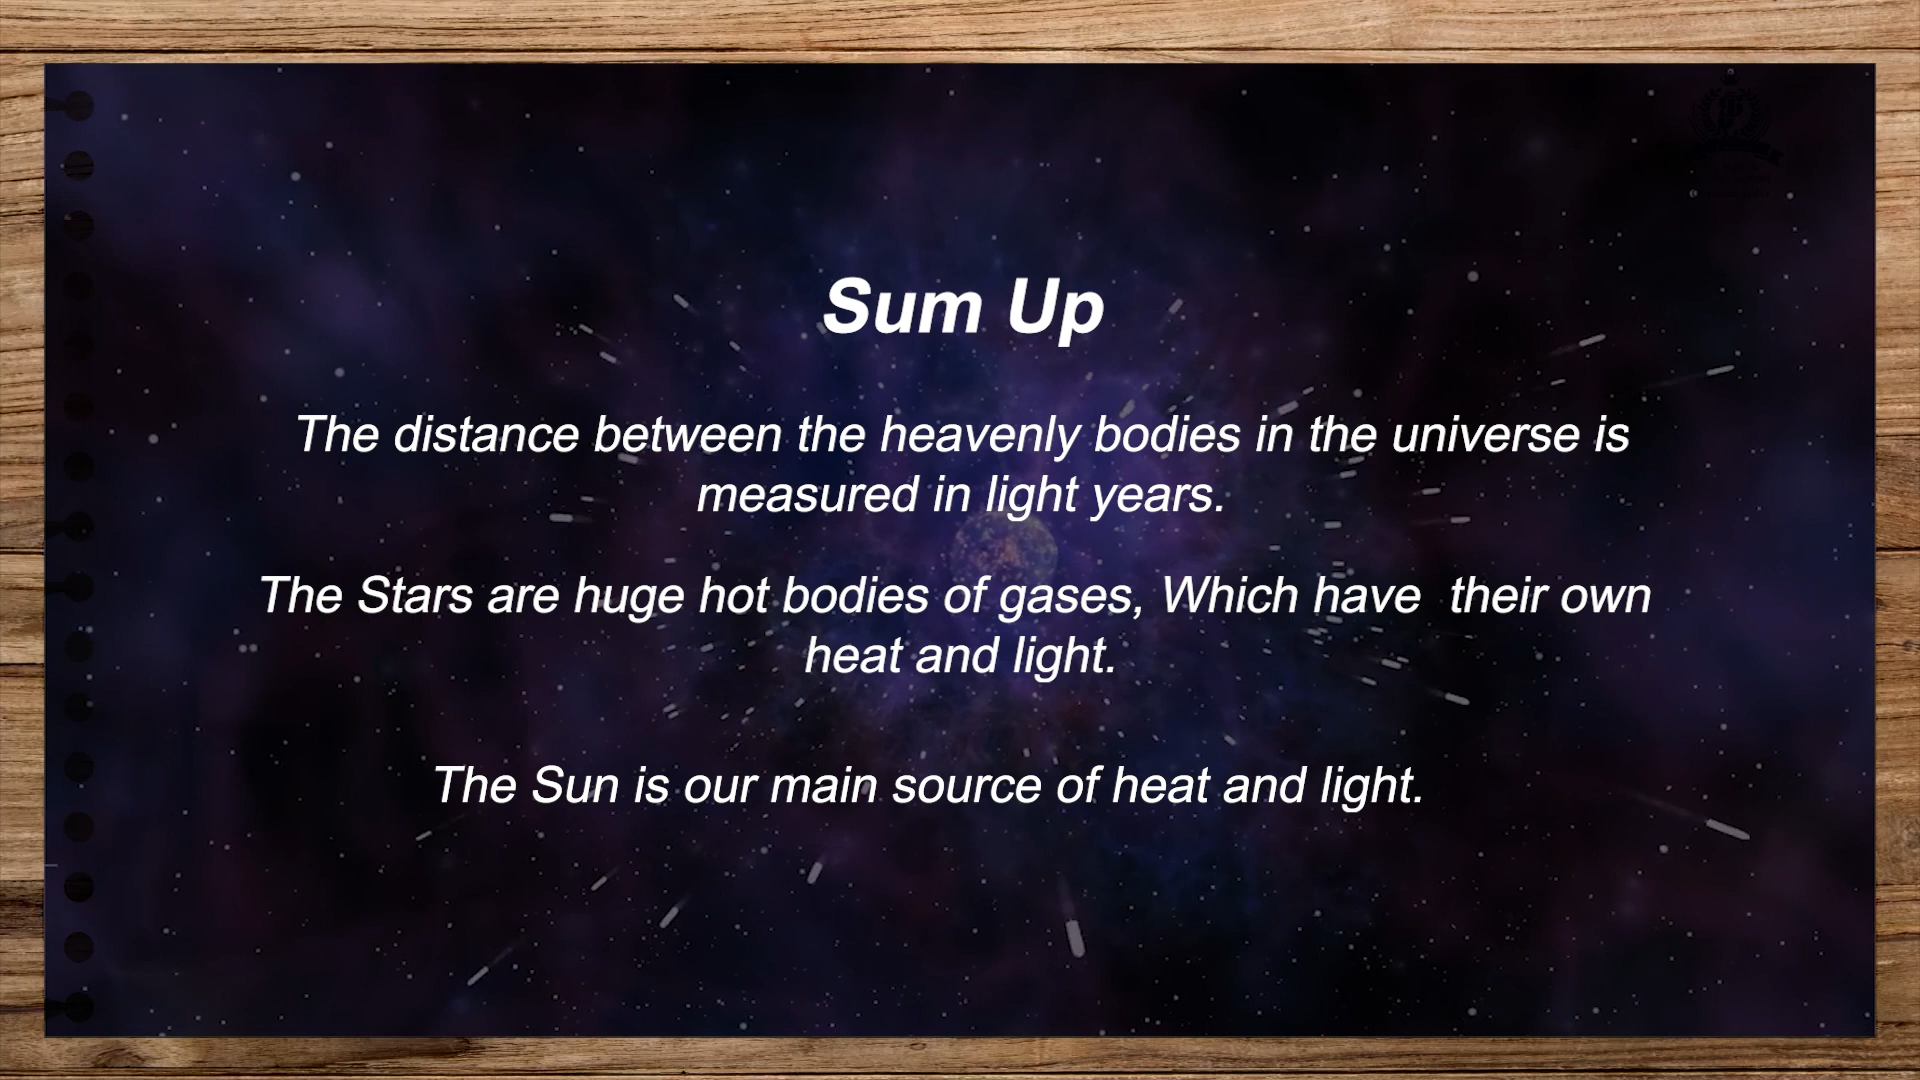 Sum Up
The distance between the heavenly bodies in the universe is
measured in light years.
The Stars are huge hot bodies of gases, Which have  their own
heat and light.
The Sun is our main source of heat and light.